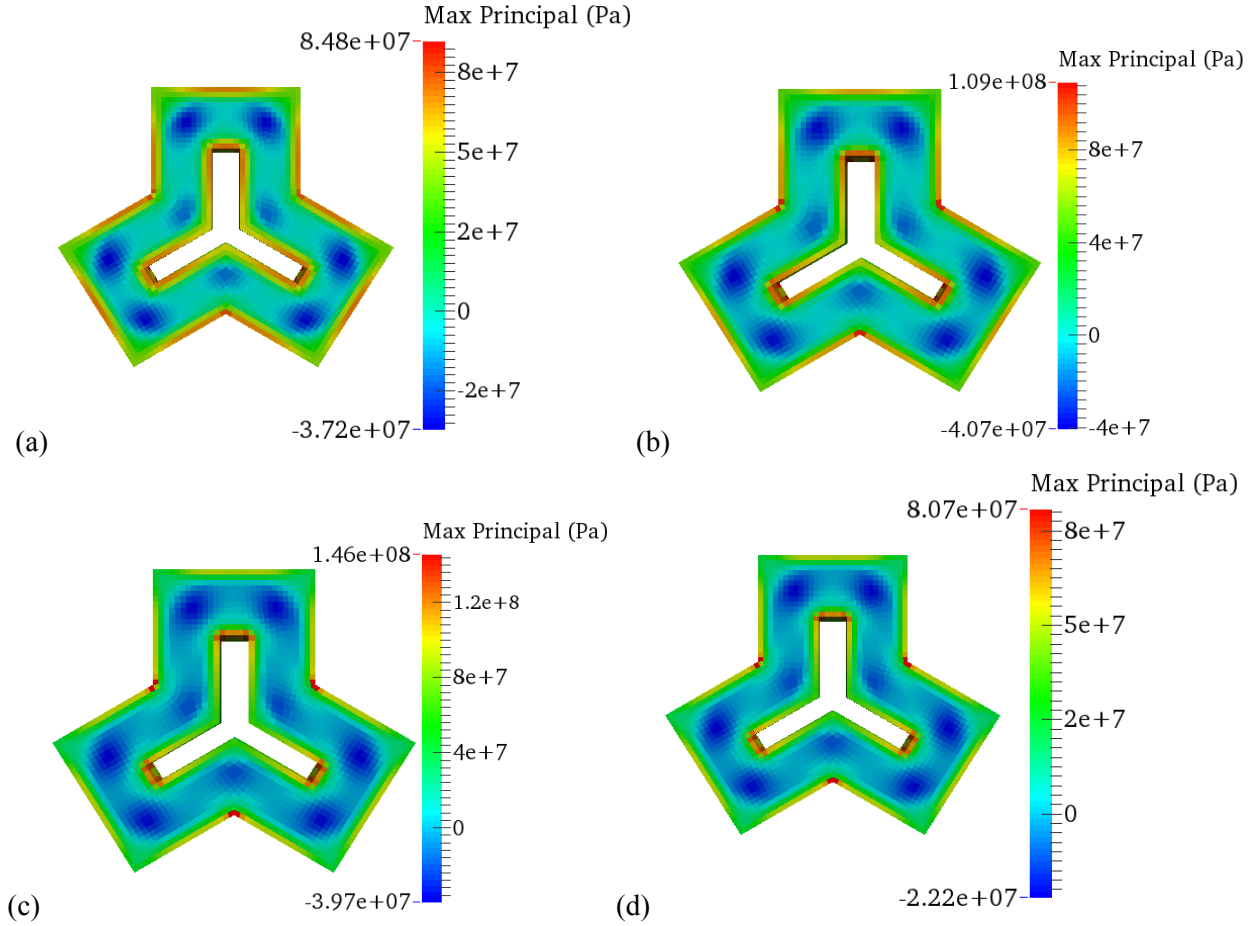 Max Principal (Pa)
8.48e+07
8e+7
5e+7
2e+7
0
-2e+7
-3.72e+07
(a)
Max Principal (Pa)
1.09e+08
8e+7
4e+7
0
-4.07e+07
-4e+7
(b)
Max Principal (Pa)
1.46e+08
1.2e+8
8e+7
4e+7
0
-3.97e+07
(c)
Max Principal (Pa)
8.07e+07
8e+7
5e+7
2e+7
0
-2.22e+07
(d)